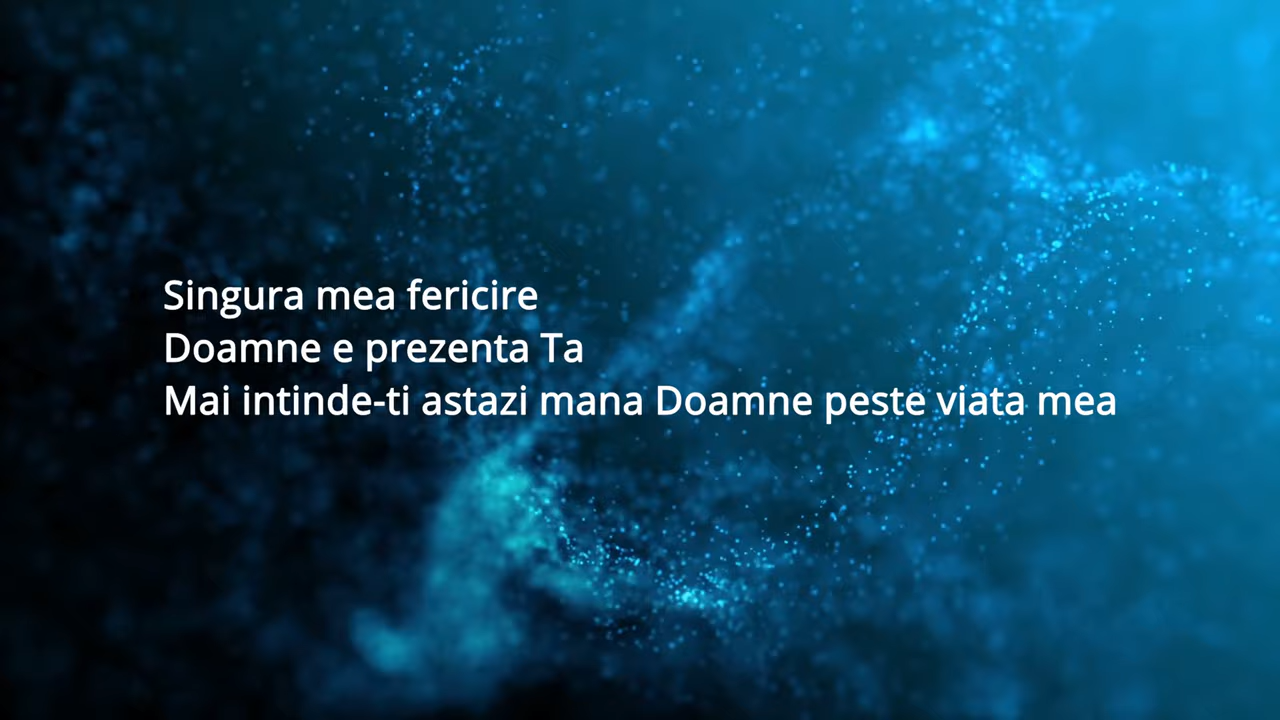 Singura mea fericire
Doamne e prezenta Ta
Mai intinde-ti astazi mana Doamne peste viata mea